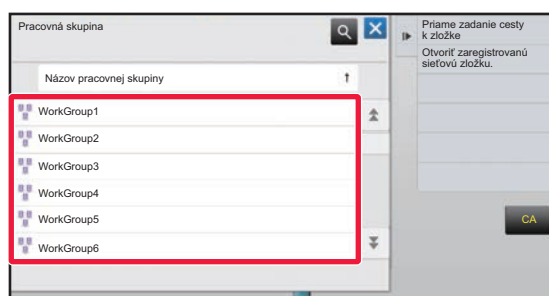 Pracovná skupina
Názov pracovnej skupiny
WorkGroup1
WorkGroup2
WorkGroup3
WorkGroup4
WorkGroup5
WorkGroup6
Priame zadanie cesty
k zložke
Otvoriť zaregistrovanú
sieťovú zložku.
CA